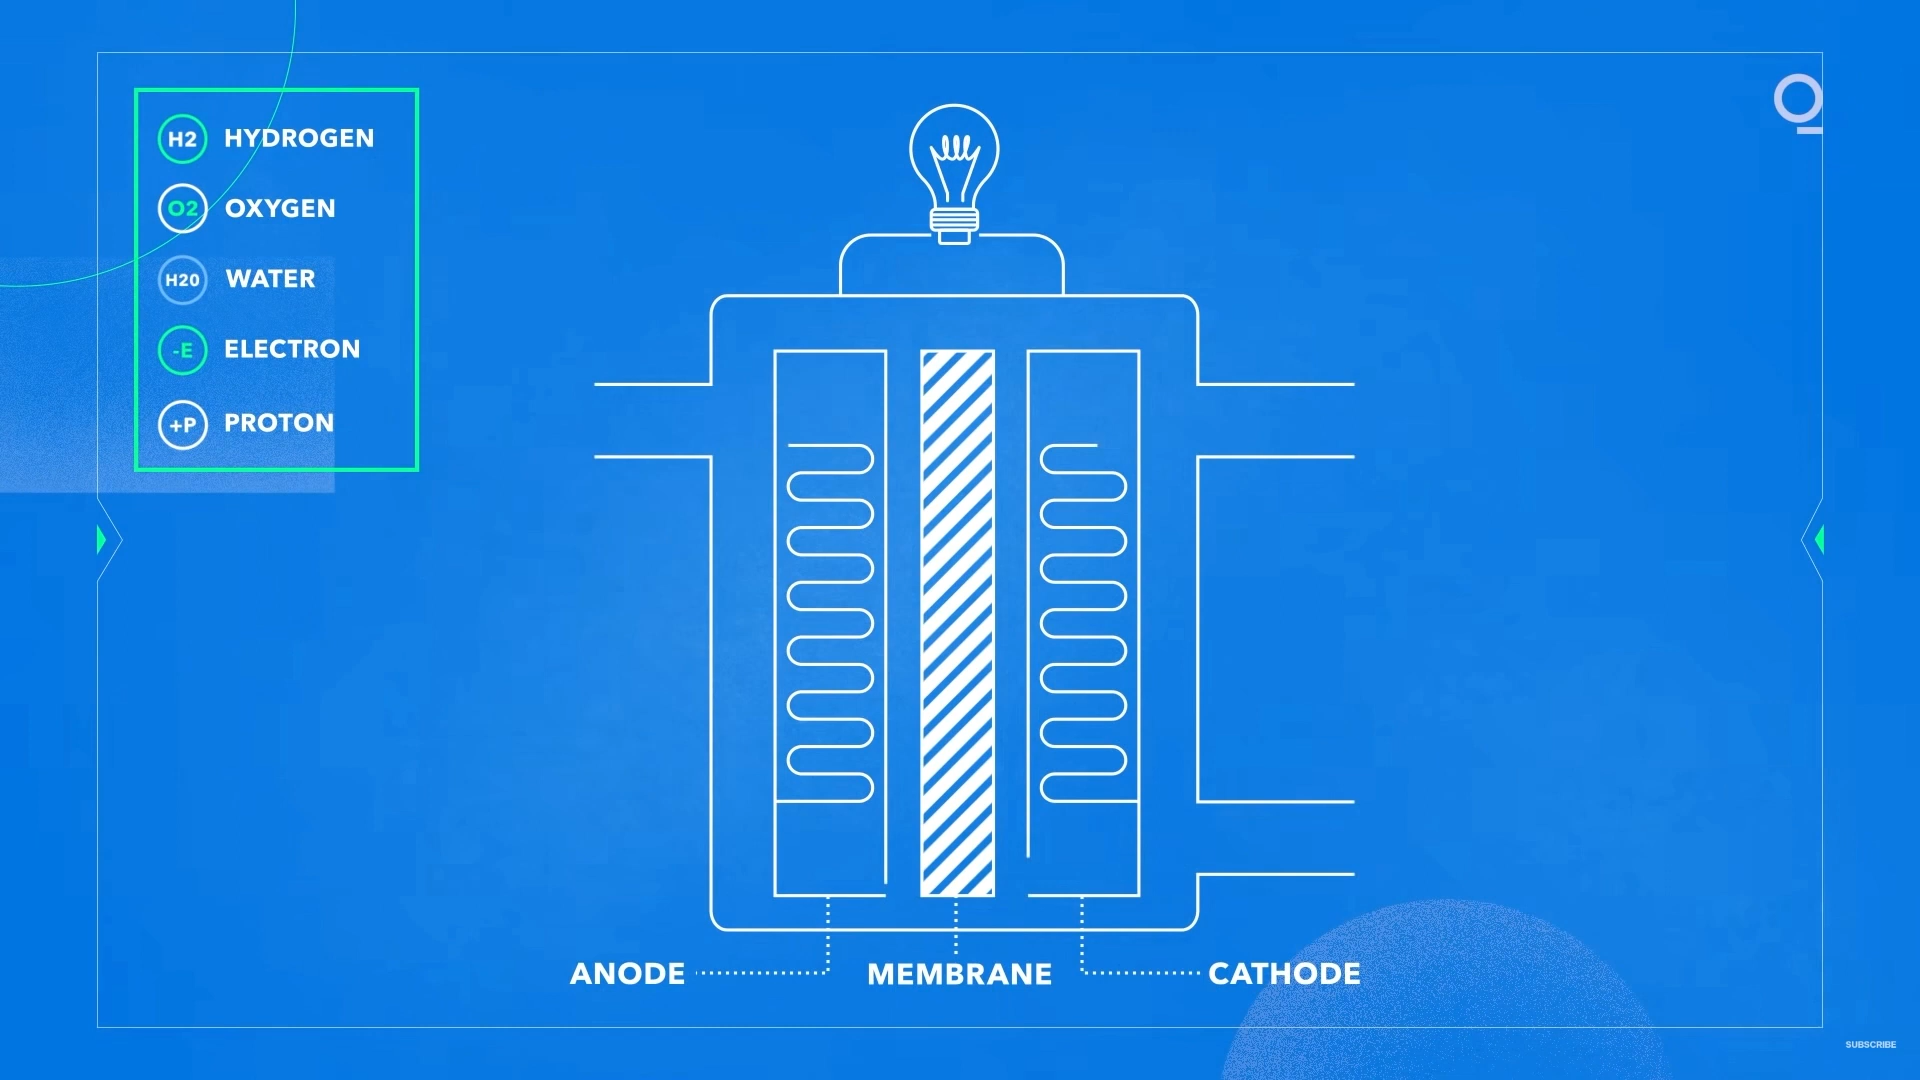 H2 HYDROGEN
O2 OXYGEN
H20 WATER
-E ELECTRON
+P PROTON
ANODE MEMBRANE CATHODE
SUBSCRIBE